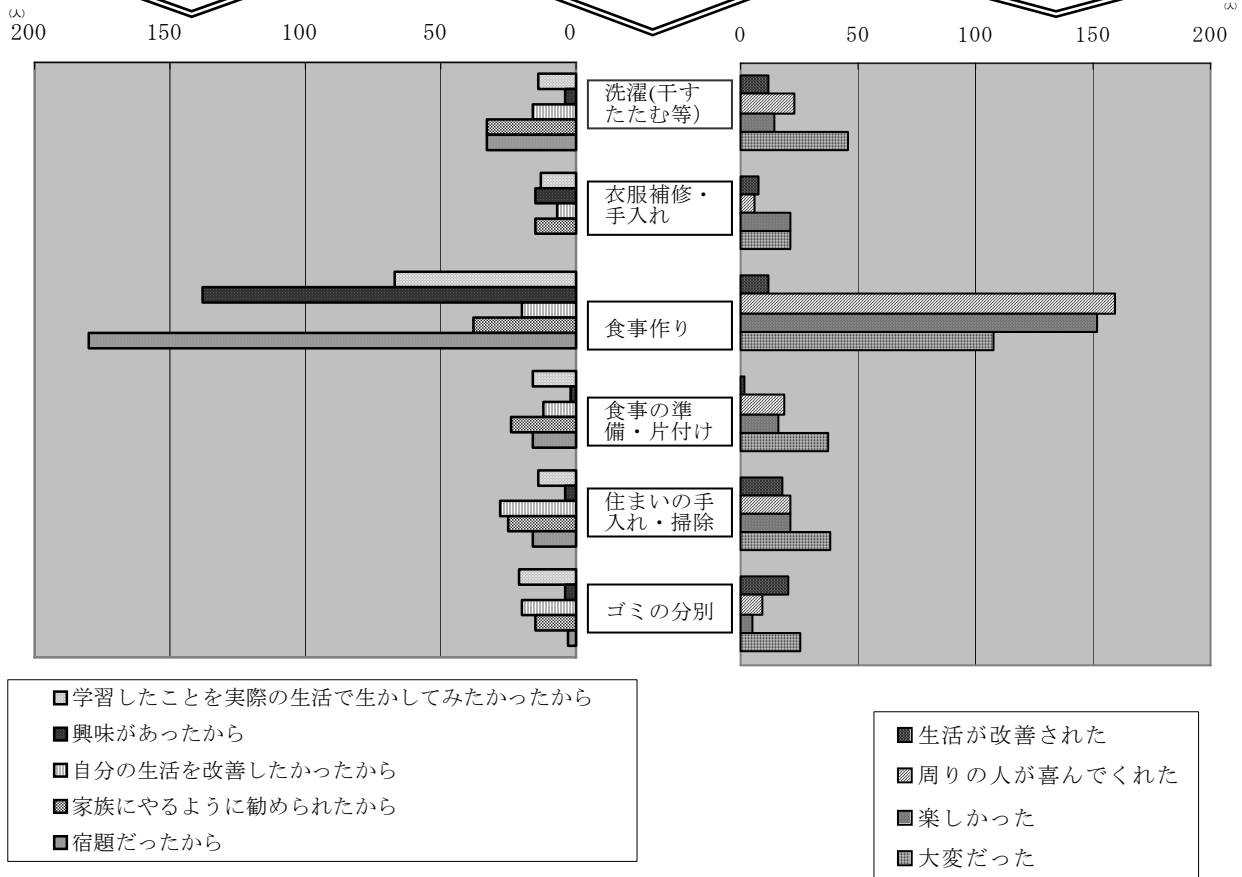 (人)
200 150 100 50 0
0 50 100 150 200
(人)
洗濯(干す
たたむ等）
衣服補修・
手入れ
食事作り
食事の準
備・片付け
住まいの手
入れ・掃除
ゴミの分別
学習したことを実際の生活で生かしてみたかったから
興味があったから
自分の生活を改善したかったから
家族にやるように勧められたから
宿題だったから
生活が改善された
周りの人が喜んでくれた
楽しかった
大変だった